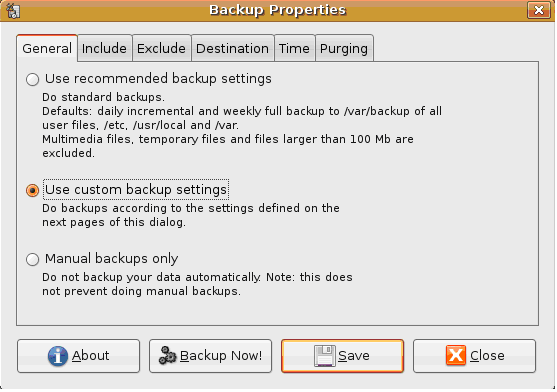 Backup Properties
General Include Exclude Destination Time Purging
Use recommended backup settings
Do standard backups.
Defaults: daily incremental and weekly full backup to /var/backup of all
user files, /etc, /usr/local and /var.
Multimedia files, temporary files and files larger than 100 Mb are
excluded.
Use custom backup settings
Do backups according to the settings defined on the
next pages of this dialog.
Manual backups only
Do not backup your data automatically. Note: this does
not prevent doing manual backups.
About Backup Now! Save Close